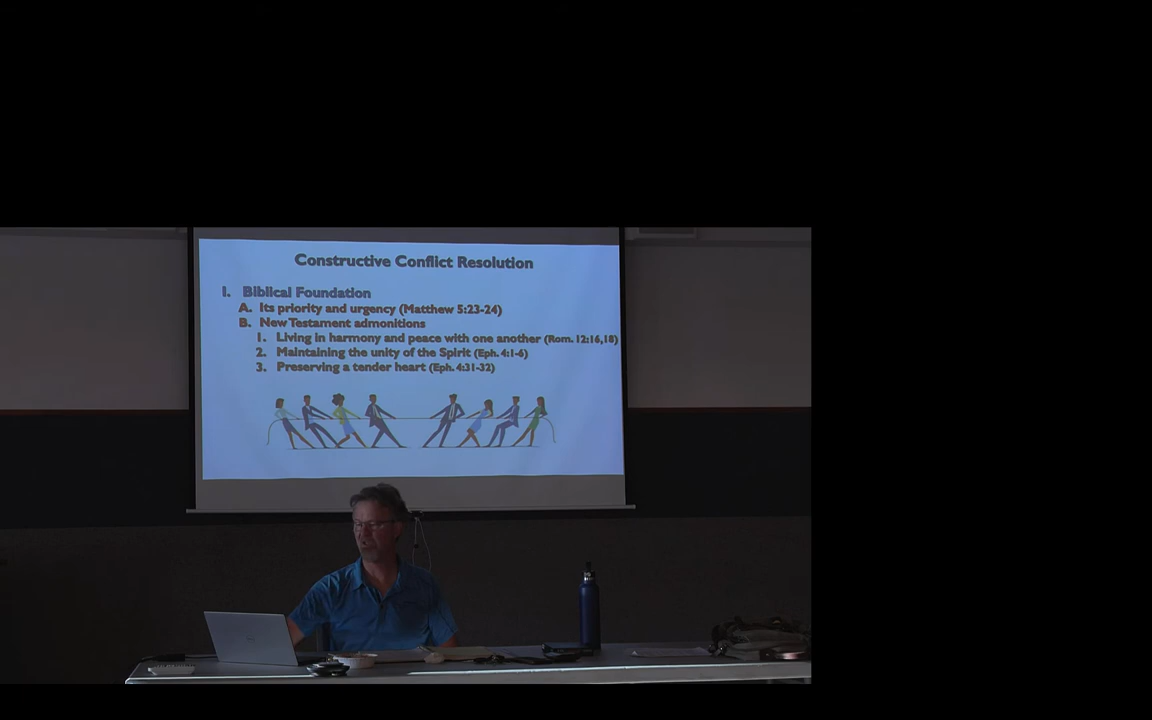 Constructive Conflict Resolution
I. Biblical Foundation
A. Its priority and urgency (Matthew 5:23-24)
B. New Testament admonitions
1. Living in harmony and peace with one another (Rom. 12:16,18)
2. Maintaining the unity of the Spirit (Eph. 4:1-6)
3. Preserving a tender heart (Eph. 4:31-32)